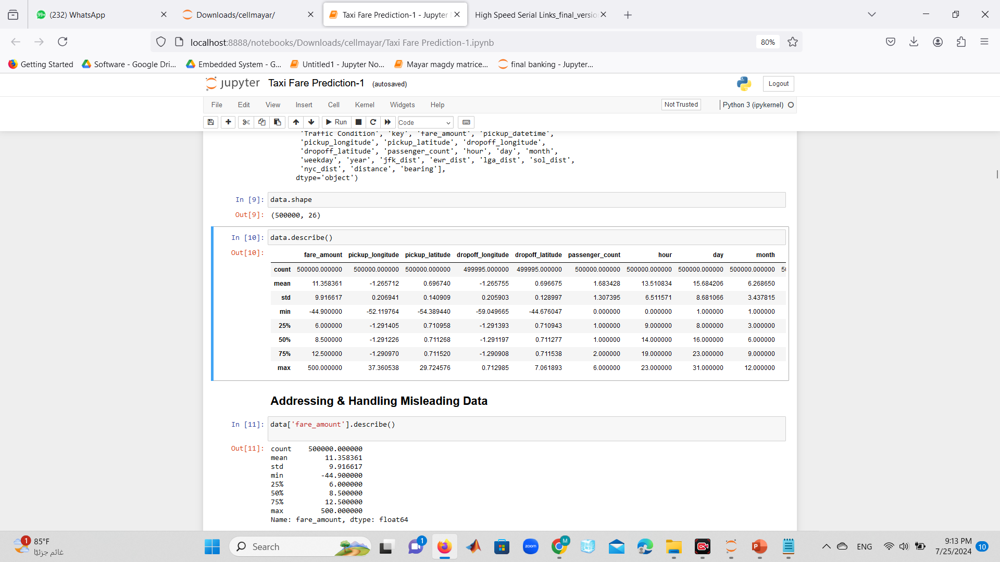 (232) WhatsApp
Downloads/cellmayar/
Taxi Fare Prediction-1 - Jupyter
High Speed Serial Links_final_versio
localhost:8888/notebooks/Downloads/cellmayar/Taxi Fare Prediction-1.ipynb
80%
Getting Started
Software - Google Dri...
Embedded System - G...
Untitled1 - Jupyter No...
Mayar magdy matrice...
final banking - Jupyter...
jupyter Taxi Fare Prediction-1 (autosaved)
Logout
File Edit View Insert Cell Kernel Widgets Help
Not Trusted
Python 3 (ipykernel)
Run
Code
'Traffic Condition', 'key', 'fare_amount', 'pickup_datetime',
'pickup_longitude', 'pickup_latitude', 'dropoff_longitude',
'dropoff_latitude', 'passenger_count', 'hour', 'day', 'month',
'weekday', 'year', 'jfk_dist', 'ewr_dist', 'lga_dist', 'sol_dist',
'nyc_dist', 'distance', 'bearing'],
dtype='object')
In [9]: data.shape
Out[9]: (500000, 26)
In [10]: data.describe()
Out[10]:
fare_amount pickup_longitude pickup_latitude dropoff_longitude dropoff_latitude passenger_count hour day month
count 500000.000000 500000.000000 500000.000000 499995.000000 499995.000000 500000.000000 500000.000000 500000.000000 500000.000000
mean 11.358361 -1.265712 0.696740 -1.265755 0.696675 1.683428 13.510834 15.684206 6.268650
std 9.916617 0.206941 0.140909 0.205903 0.128997 1.307395 6.511571 8.681066 3.437815
min -44.900000 -52.119764 -54.389440 -59.049665 -44.676047 0.000000 0.000000 1.000000 1.000000
25% 6.000000 -1.291405 0.710958 -1.291393 0.710943 1.000000 9.000000 8.000000 3.000000
50% 8.500000 -1.291226 0.711268 -1.291197 0.711277 1.000000 14.000000 16.000000 6.000000
75% 12.500000 -1.290970 0.711520 -1.290908 0.711538 2.000000 19.000000 23.000000 9.000000
max 500.000000 37.360538 29.724576 0.712985 7.061893 6.000000 23.000000 31.000000 12.000000
Addressing & Handling Misleading Data
In [11]: data['fare_amount'].describe()
Out[11]: count 500000.000000
mean 11.358361
std 9.916617
min -44.900000
25% 6.000000
50% 8.500000
75% 12.500000
max 500.000000
Name: fare_amount, dtype: float64
1
85°F
غائم جزئيًا
Search
1
zoom
M
ENG
9:13 PM
7/25/2024
10